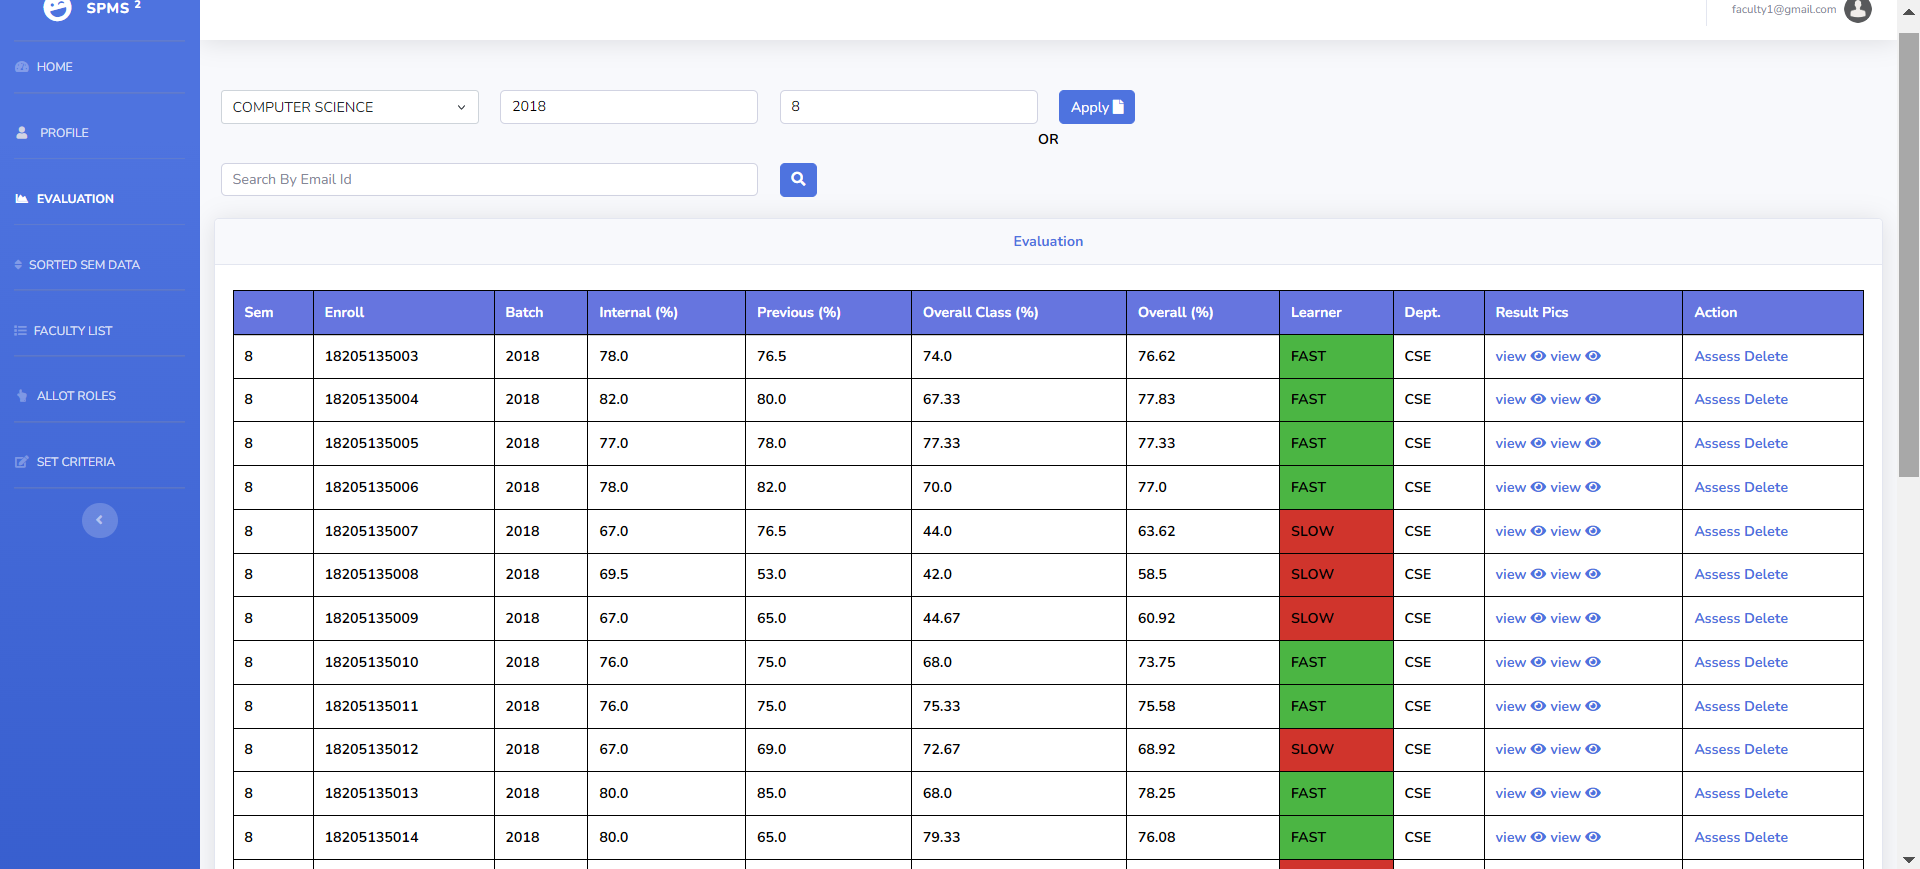 SPMS 2
faculty1@gmail.com
HOME
PROFILE
EVALUATION
SORTED SEM DATA
FACULTY LIST
ALLOT ROLES
SET CRITERIA
COMPUTER SCIENCE 2018 8 Apply
OR
Search By Email Id
Evaluation
Sem Enroll Batch Internal (%) Previous (%) Overall Class (%) Overall (%) Learner Dept. Result Pics Action
8 18205135003 2018 78.0 76.5 74.0 76.62 FAST CSE view view Assess Delete
8 18205135004 2018 82.0 80.0 67.33 77.83 FAST CSE view view Assess Delete
8 18205135005 2018 77.0 78.0 77.33 77.33 FAST CSE view view Assess Delete
8 18205135006 2018 78.0 82.0 70.0 77.0 FAST CSE view view Assess Delete
8 18205135007 2018 67.0 76.5 44.0 63.62 SLOW CSE view view Assess Delete
8 18205135008 2018 69.5 53.0 42.0 58.5 SLOW CSE view view Assess Delete
8 18205135009 2018 67.0 65.0 44.67 60.92 SLOW CSE view view Assess Delete
8 18205135010 2018 76.0 75.0 68.0 73.75 FAST CSE view view Assess Delete
8 18205135011 2018 76.0 75.0 75.33 75.58 FAST CSE view view Assess Delete
8 18205135012 2018 67.0 69.0 72.67 68.92 SLOW CSE view view Assess Delete
8 18205135013 2018 80.0 85.0 68.0 78.25 FAST CSE view view Assess Delete
8 18205135014 2018 80.0 65.0 79.33 76.08 FAST CSE view view Assess Delete